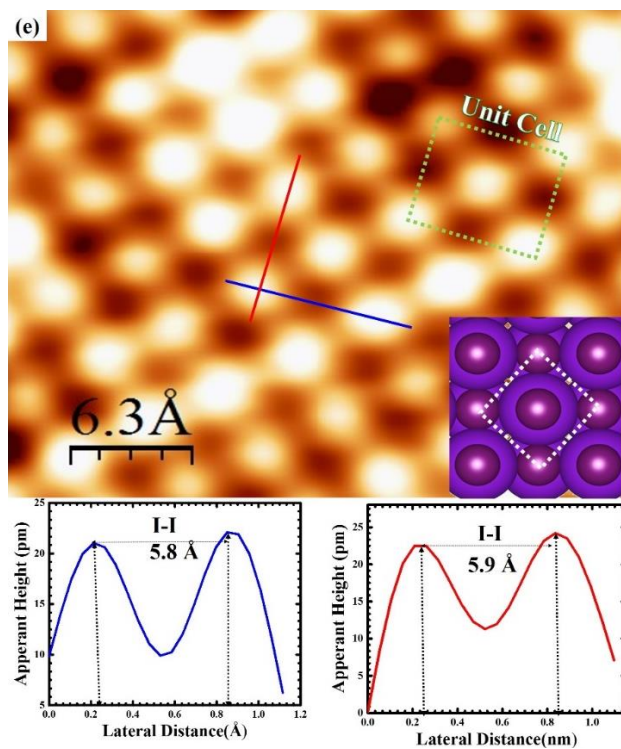 (e)
Unit Cell
6.3Å
25
20
15
10
5
0.0 0.2 0.4 0.6 0.8 1.0 1.2
Apperant Height (pm)
Lateral Distance(Å)
I-I
5.8 Å
25
20
15
10
5
0
0.0 0.2 0.4 0.6 0.8 1.0
Apperant Height (pm)
Lateral Distance(nm)
I-I
5.9 Å